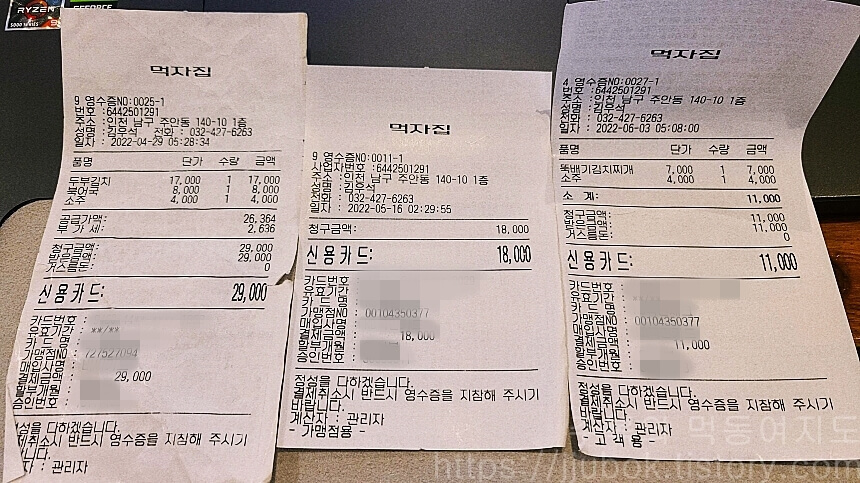 RYZEN
5000 SERIES
GEFORCE
먹자집
9 영수증NO:0025-1
번호 :6442501291
주소 :인천 남구 주안동 140-10 1층
성명 :김우석 전화 : 032-427-6263
일자 : 2022-04-29 05:28:34
품명 단가 수량 금액
두부김치 17,000 1 17,000
북어국 8,000 1 8,000
소주 4,000 1 4,000
공급가액: 26,364
부 가 세: 2,636
청구금액: 29,000
받은금액: 29,000
거스름돈: 0
신용카드: 29,000
카드번호 :
유효기간 : **/**
카 드 명 :
가맹점NO : 727527094
매입사명 :
결제금액 : 29,000
할부개월 :
승인번호 :
성을 다하겠습니다.
제취소시 반드시 영수증을 지참해 주시기
니다.
자 : 관리자
먹자집
9 영수증NO:0011-1
사업자번호 :6442501291
주소 :인천 남구 주안동 140-10 1층
성명 :김우석
전화 : 032-427-6263
일자 : 2022-05-16 02:29:55
청구금액: 18,000
신용카드: 18,000
카드번호 :
유효기간 :
카 드 명 :
가맹점NO : 00104350377
매입사명 :
결제금액 : 18,000
할부개월 :
승인번호 :
정성을 다하겠습니다.
결제취소시 반드시 영수증을 지참해 주시기
바랍니다.
계산자 : 관리자
- 가맹점용 -
먹자집
4 영수증NO:0027-1
번호 :6442501291
주소 :인천 남구 주안동 140-10 1층
성명 :김우석
전화 : 032-427-6263
일자 : 2022-06-03 05:08:00
품명 단가 수량 금액
뚝배기김치찌개 7,000 1 7,000
소주 4,000 1 4,000
소 계: 11,000
청구금액: 11,000
받은금액: 11,000
거스름돈: 0
신용카드: 11,000
카드번호 :
유효기간 :
카 드 명 :
가맹점NO : 00104350377
매입사명 :
결제금액 : 11,000
할부개월 :
승인번호 :
정성을 다하겠습니다.
결제취소시 반드시 영수증을 지참해 주시기
바랍니다.
계산자 : 관리자
- 고 객 용 -
먹동여지도
https://jjubok.tistory.com